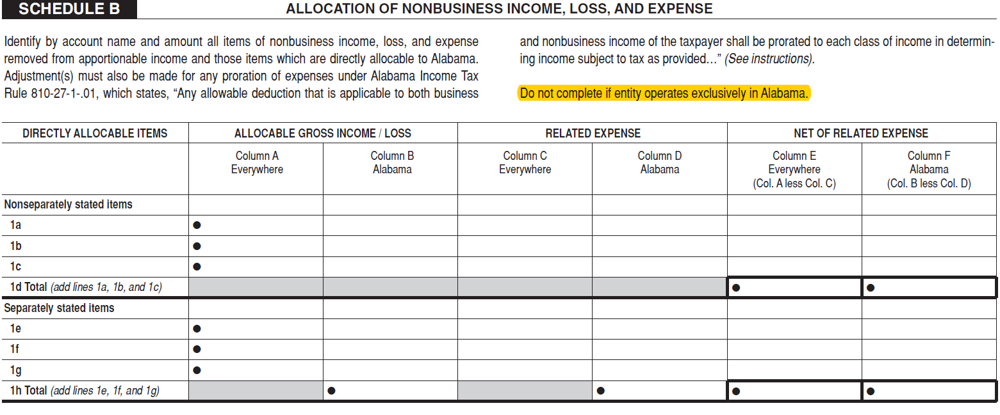 SCHEDULE B
ALLOCATION OF NONBUSINESS INCOME, LOSS, AND EXPENSE
Identify by account name and amount all items of nonbusiness income, loss, and expense
removed from apportionable income and those items which are directly allocable to Alabama.
Adjustment(s) must also be made for any proration of expenses under Alabama Income Tax
Rule 810-27-1-.01, which states, “Any allowable deduction that is applicable to both business
and nonbusiness income of the taxpayer shall be prorated to each class of income in determin-
ing income subject to tax as provided…” (See instructions).
Do not complete if entity operates exclusively in Alabama.
DIRECTLY ALLOCABLE ITEMS
ALLOCABLE GROSS INCOME / LOSS
RELATED EXPENSE
NET OF RELATED EXPENSE
Column A
Everywhere
Column B
Alabama
Column C
Everywhere
Column D
Alabama
Column E
Everywhere
(Col. A less Col. C)
Column F
Alabama
(Col. B less Col. D)
Nonseparately stated items
1a
1b
1c
1d Total (add lines 1a, 1b, and 1c)
Separately stated items
1e
1f
1g
1h Total (add lines 1e, 1f, and 1g)